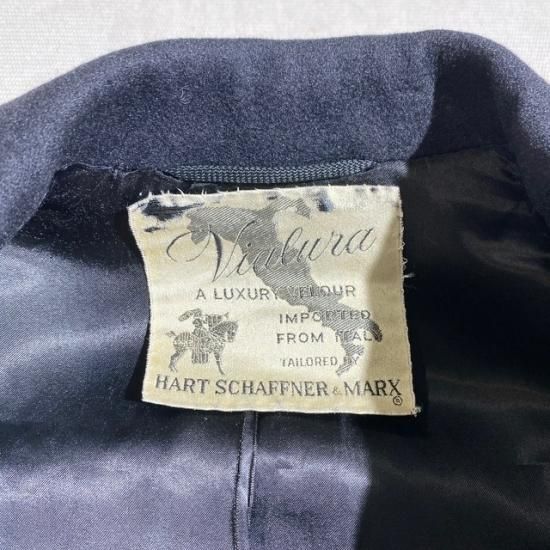 Vialura
A LUXURY VELOUR
IMPORTED
FROM ITALY
TAILORED BY
HART SCHAFFNER & MARX
®